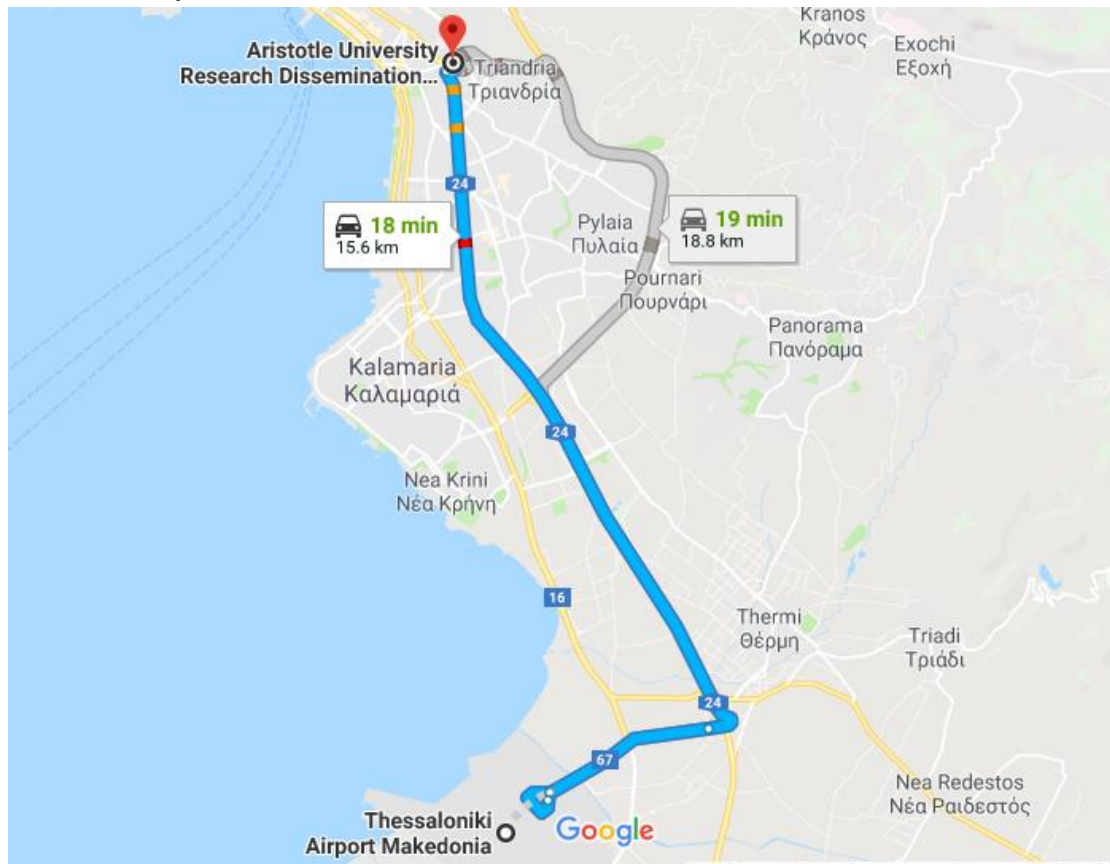 Kranos
Κράνος
Exochi
Εξοχή
Aristotle University
Research Dissemination...
Triandria
Τριανδρία
24
18 min
15.6 km
Pylaia
Πυλαία
19 min
18.8 km
Pournari
Πουρνάρι
Panorama
Πανόραμα
Kalamaria
Καλαμαριά
24
Nea Krini
Νέα Κρήνη
16
Thermi
Θέρμη
Triadi
Τριάδι
24
67
Nea Redestos
Νέα Ραιδεστός
Thessaloniki
Airport Makedonia
Google